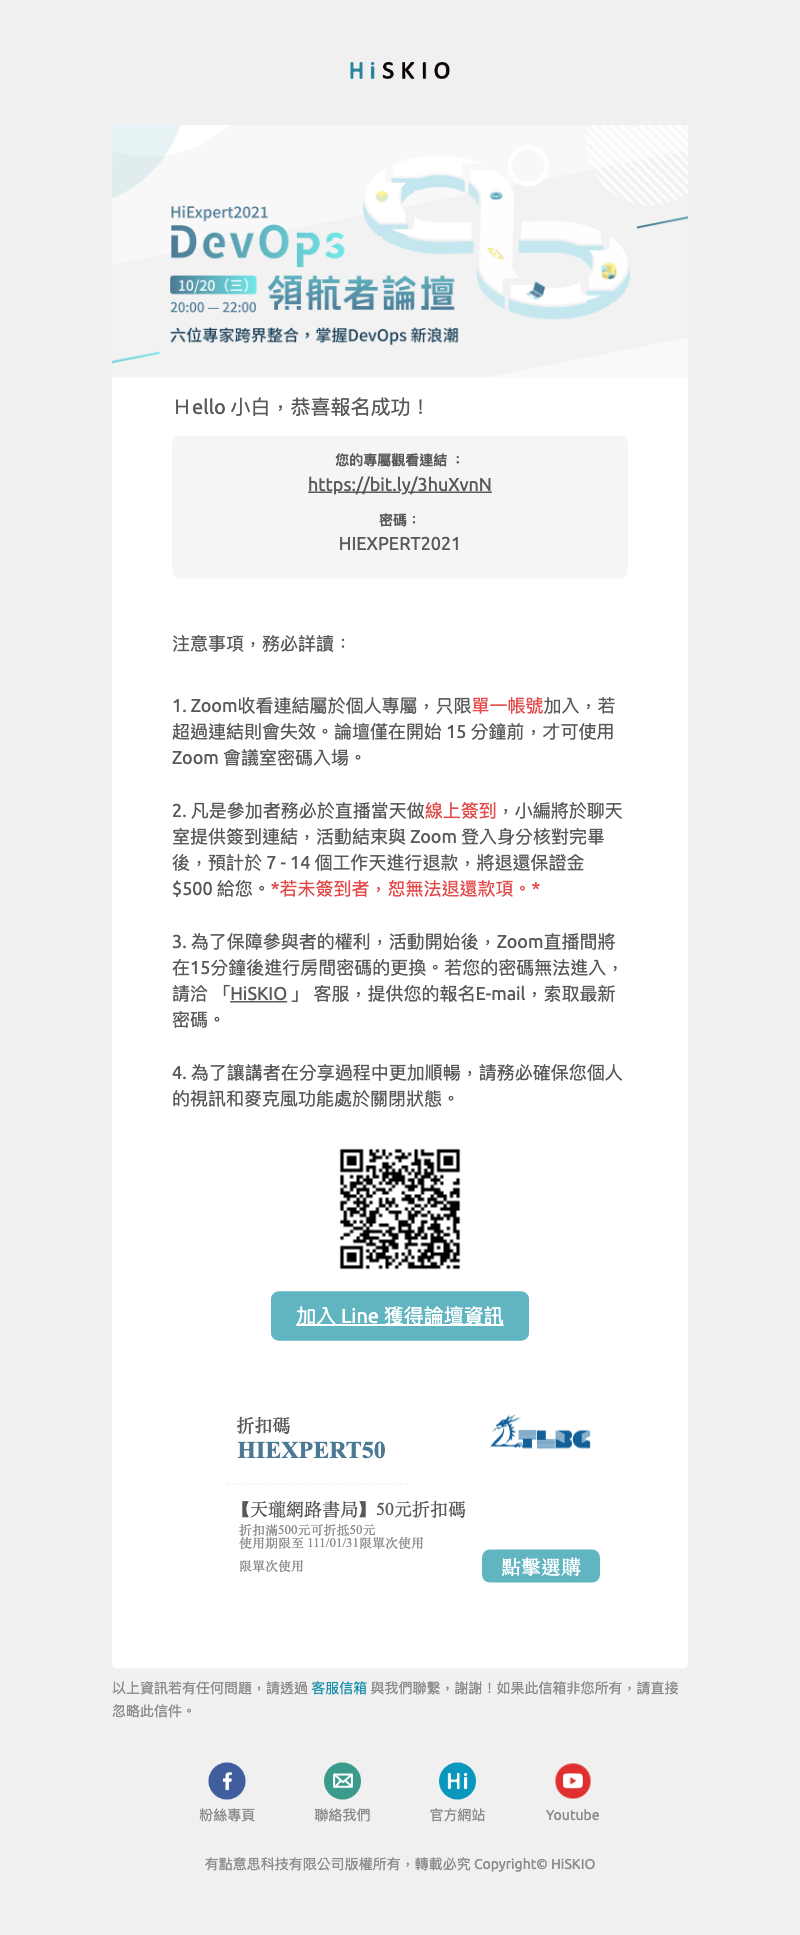 HiSKIO
HiExpert2021
DevOps
10/20（三）
20:00 — 22:00
領航者論壇
六位專家跨界整合，掌握DevOps 新浪潮
Hello 小白，恭喜報名成功！
您的專屬觀看連結 ：
https://bit.ly/3huXvnN
密碼：
HIEXPERT2021
注意事項，務必詳讀：
1. Zoom收看連結屬於個人專屬，只限單一帳號加入，若
超過連結則會失效。論壇僅在開始 15 分鐘前，才可使用
Zoom 會議室密碼入場。
2. 凡是參加者務必於直播當天做線上簽到，小編將於聊天
室提供簽到連結，活動結束與 Zoom 登入身分核對完畢
後，預計於 7 - 14 個工作天進行退款，將退還保證金
$500 給您。*若未簽到者，恕無法退還款項。*
3. 為了保障參與者的權利，活動開始後，Zoom直播間將
在15分鐘後進行房間密碼的更換。若您的密碼無法進入，
請洽 「HiSKIO 」 客服，提供您的報名E-mail，索取最新
密碼。
4. 為了讓講者在分享過程中更加順暢，請務必確保您個人
的視訊和麥克風功能處於關閉狀態。
加入 Line 獲得論壇資訊
折扣碼
HIEXPERT50
TLBG
【天瓏網路書局】50元折扣碼
折扣滿500元可折抵50元
使用期限至 111/01/31限單次使用
限單次使用
點擊選購
以上資訊若有任何問題，請透過 客服信箱 與我們聯繫，謝謝！如果此信箱非您所有，請直接
忽略此信件。
Hi
粉絲專頁
聯絡我們
官方網站
Youtube
有點意思科技有限公司版權所有，轉載必究 Copyright© HiSKIO